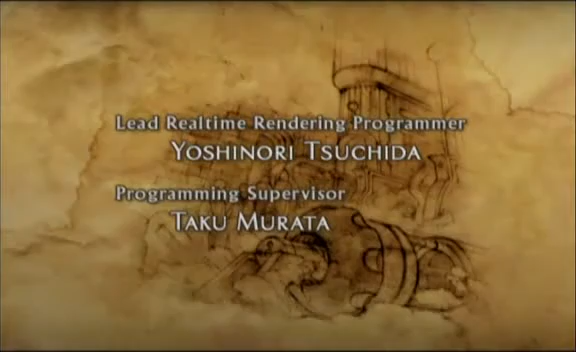 Lead Realtime Rendering Programmer
YOSHINORI TSUCHIDA
Programming Supervisor
TAKU MURATA